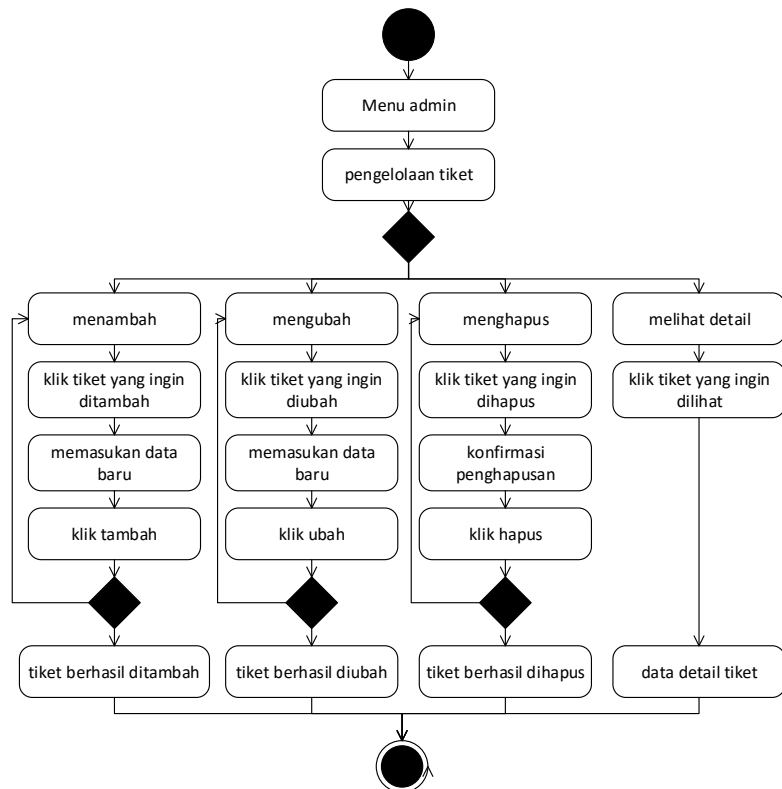 Menu admin
pengelolaan tiket
menambah
mengubah
menghapus
melihat detail
klik tiket yang ingin
ditambah
klik tiket yang ingin
diubah
klik tiket yang ingin
dihapus
klik tiket yang ingin
dilihat
memasukan data
baru
memasukan data
baru
konfirmasi
penghapusan
klik tambah
klik ubah
klik hapus
tiket berhasil ditambah
tiket berhasil diubah
tiket berhasil dihapus
data detail tiket